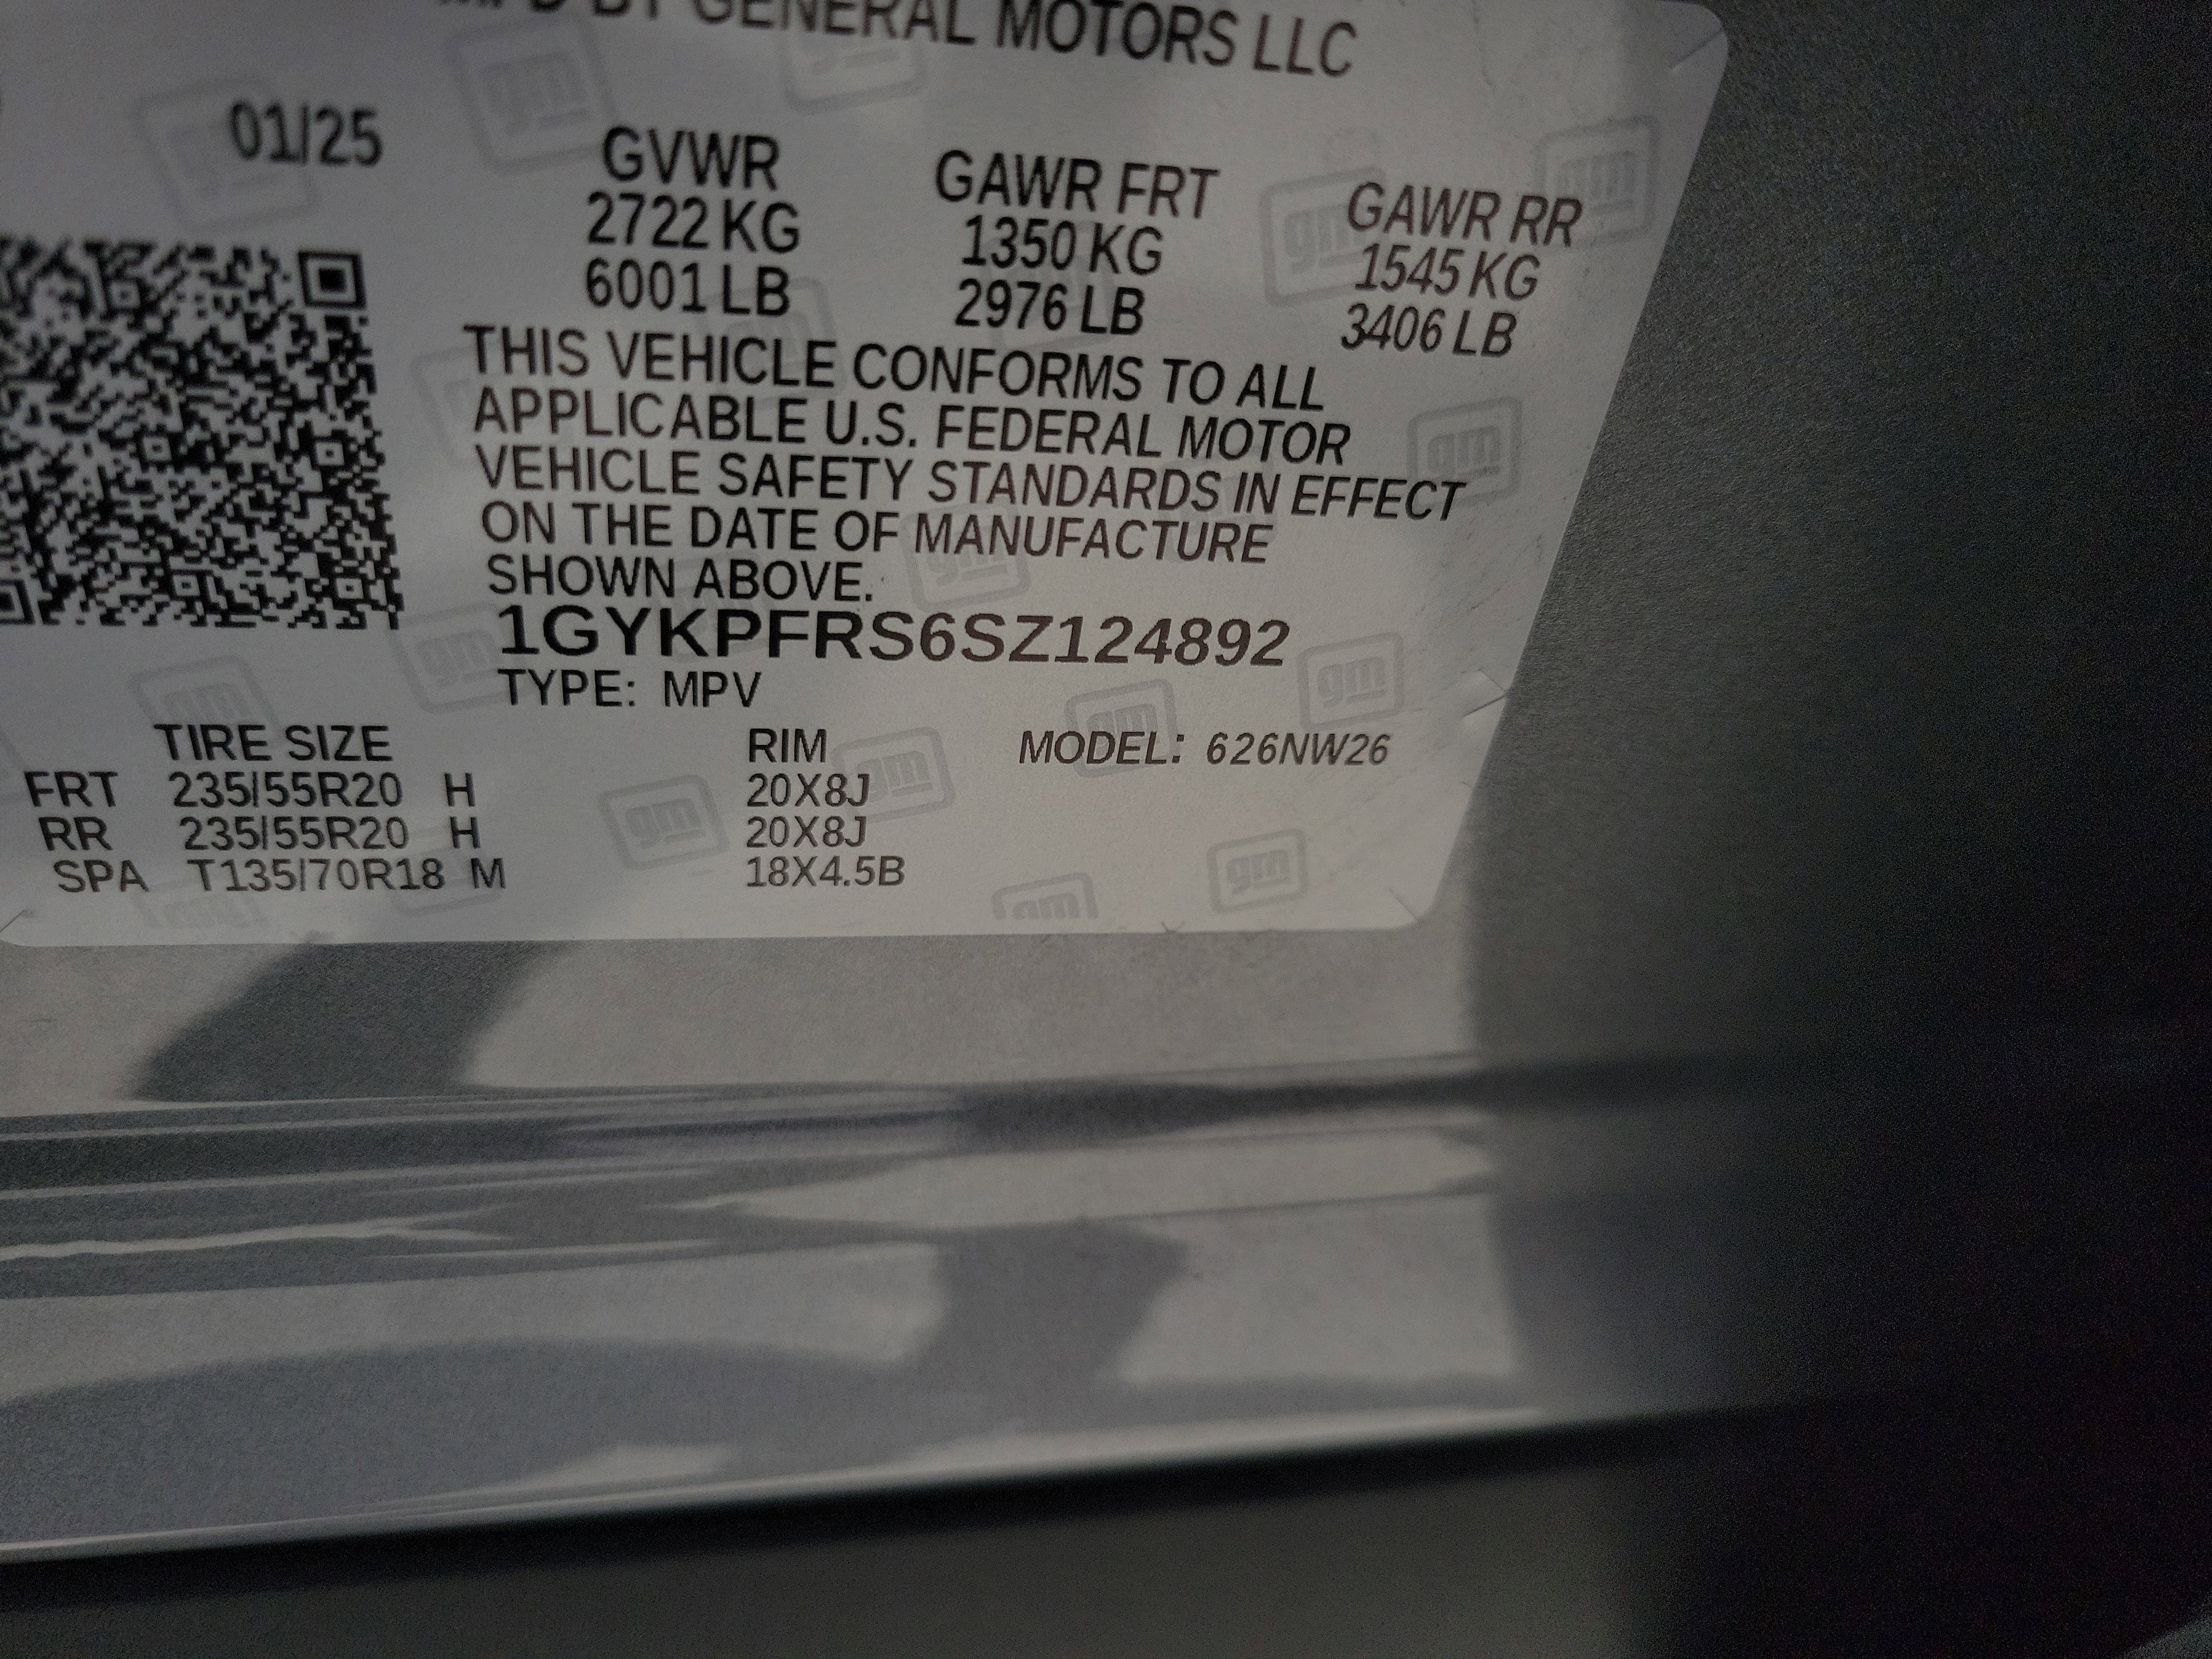 MFD BY GENERAL MOTORS LLC
01/25
GVWR GAWR FRT GAWR RR
2722 KG 1350 KG 1545 KG
6001 LB 2976 LB 3406 LB
THIS VEHICLE CONFORMS TO ALL
APPLICABLE U.S. FEDERAL MOTOR
VEHICLE SAFETY STANDARDS IN EFFECT
ON THE DATE OF MANUFACTURE
SHOWN ABOVE.
1GYKPFRS6SZ124892
TYPE: MPV
TIRE SIZE RIM MODEL: 626NW26
FRT 235/55R20 H 20X8J
RR 235/55R20 H 20X8J
SPA T135/70R18 M 18X4.5B